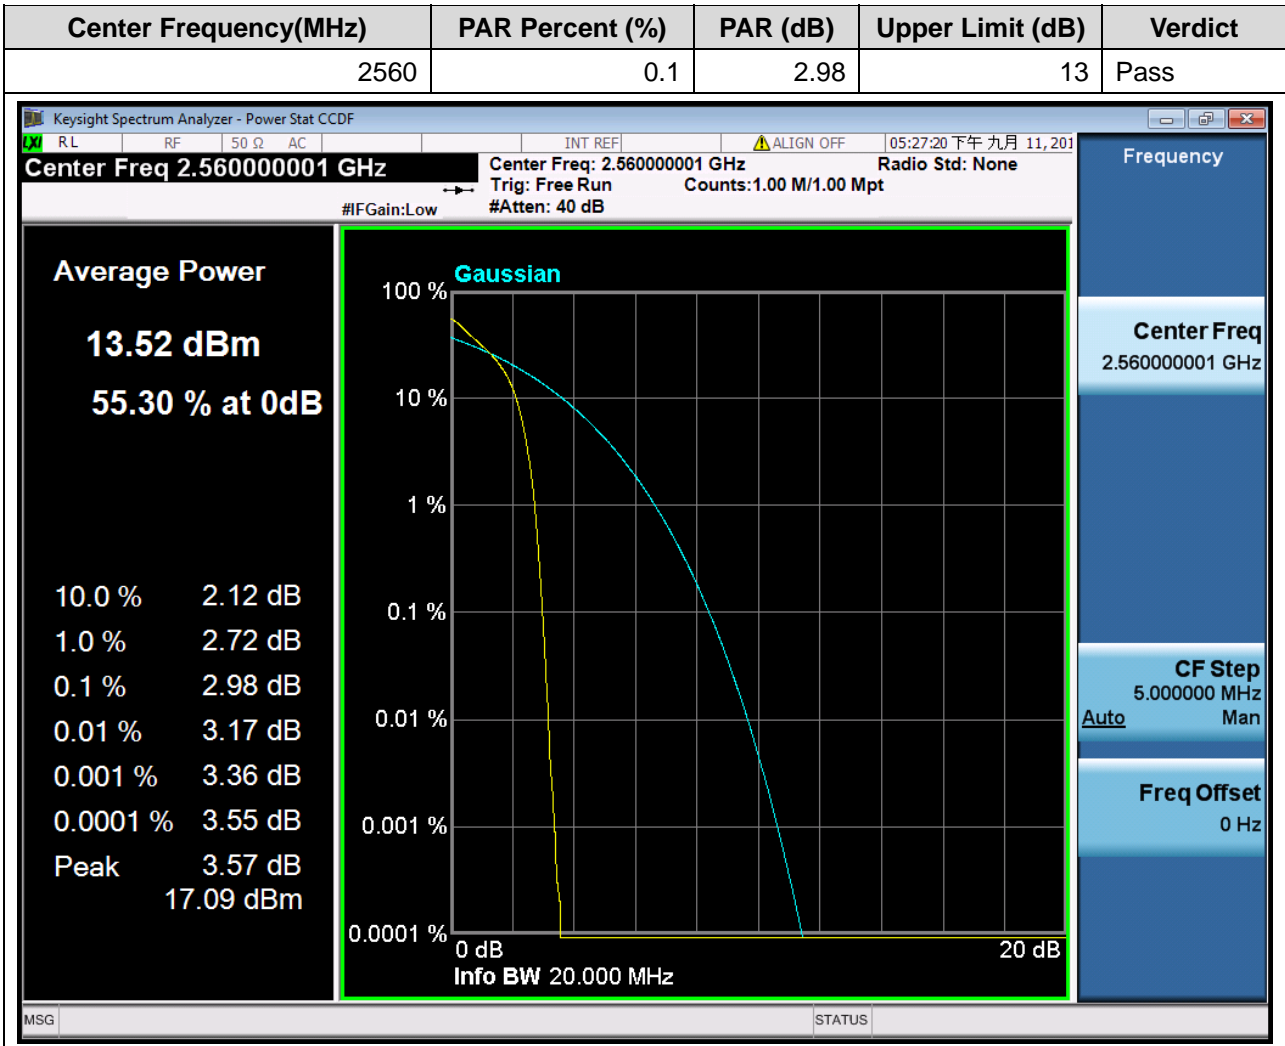 Center Frequency(MHz) PAR Percent (%) PAR (dB) Upper Limit (dB) Verdict
2560 0.1 2.98 13 Pass
Keysight Spectrum Analyzer - Power Stat CCDF
LXI RL RF 50 Ω AC INT REF ALIGN OFF 05:27:20 下午 九月 11, 201
Center Freq 2.560000001 GHz
Center Freq: 2.560000001 GHz Radio Std: None
Trig: Free Run Counts:1.00 M/1.00 Mpt
#IFGain:Low #Atten: 40 dB
Average Power
13.52 dBm
55.30 % at 0dB
10.0 % 2.12 dB
1.0 % 2.72 dB
0.1 % 2.98 dB
0.01 % 3.17 dB
0.001 % 3.36 dB
0.0001 % 3.55 dB
Peak 3.57 dB
17.09 dBm
Gaussian
100 %
10 %
1 %
0.1 %
0.01 %
0.001 %
0.0001 %
0 dB 20 dB
Info BW 20.000 MHz
Frequency
Center Freq
2.560000001 GHz
CF Step
5.000000 MHz
Auto Man
Freq Offset
0 Hz
MSG STATUS